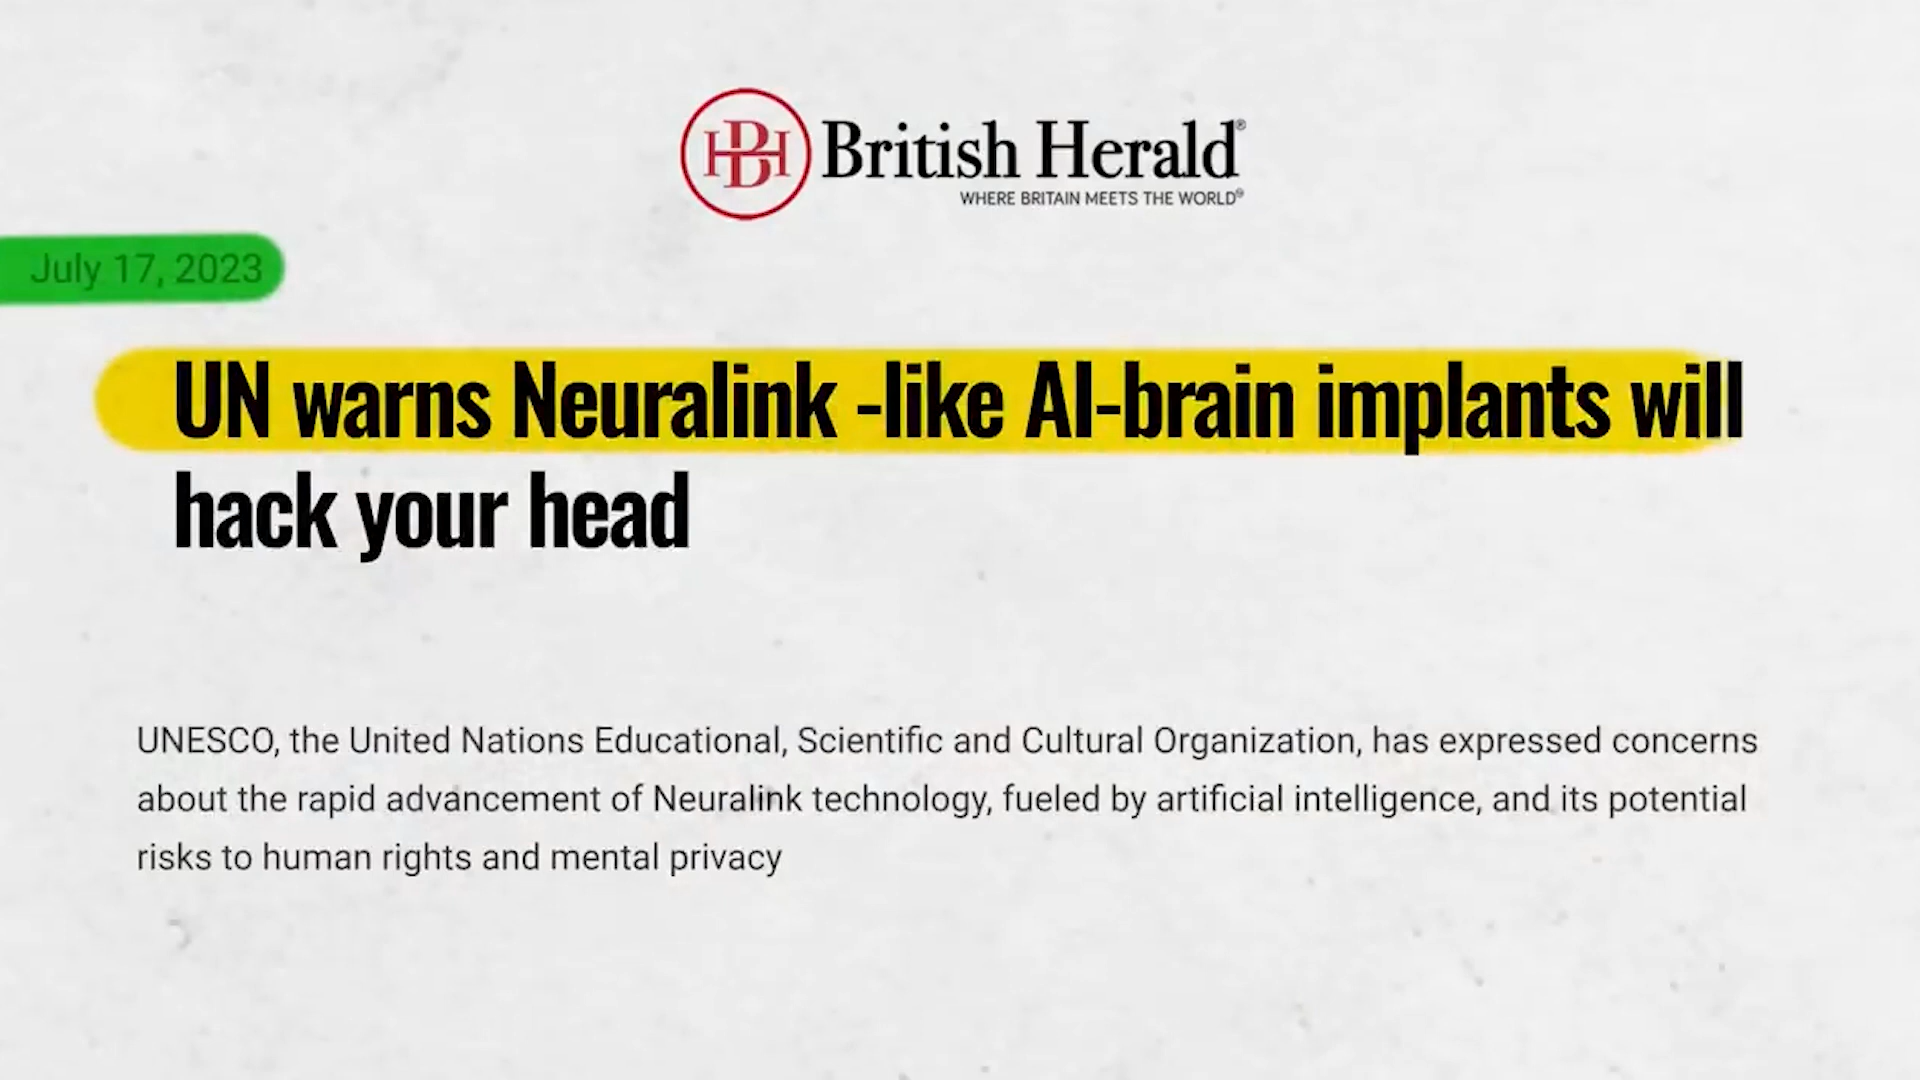 BH British Herald®
WHERE BRITAIN MEETS THE WORLD®
July 17, 2023
UN warns Neuralink -like AI-brain implants will
hack your head
UNESCO, the United Nations Educational, Scientific and Cultural Organization, has expressed concerns
about the rapid advancement of Neuralink technology, fueled by artificial intelligence, and its potential
risks to human rights and mental privacy